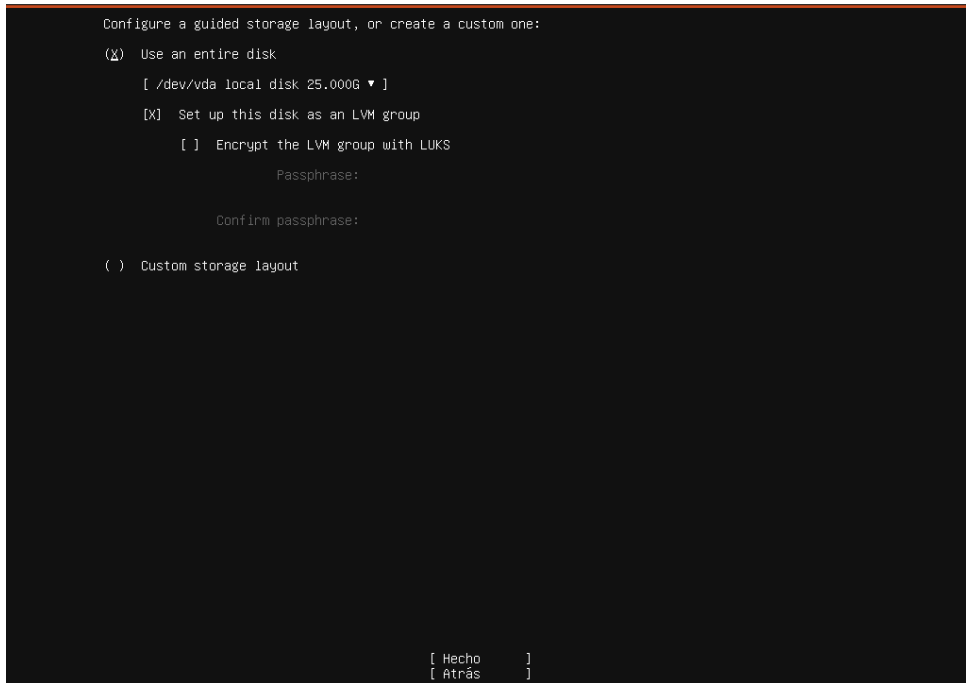 Configure a guided storage layout, or create a custom one:
(X) Use an entire disk
[ /dev/vda local disk 25.000G ▾ ]
[X] Set up this disk as an LVM group
[ ] Encrypt the LVM group with LUKS
Passphrase:
Confirm passphrase:
( ) Custom storage layout
[ Hecho ]
[ Atrás ]